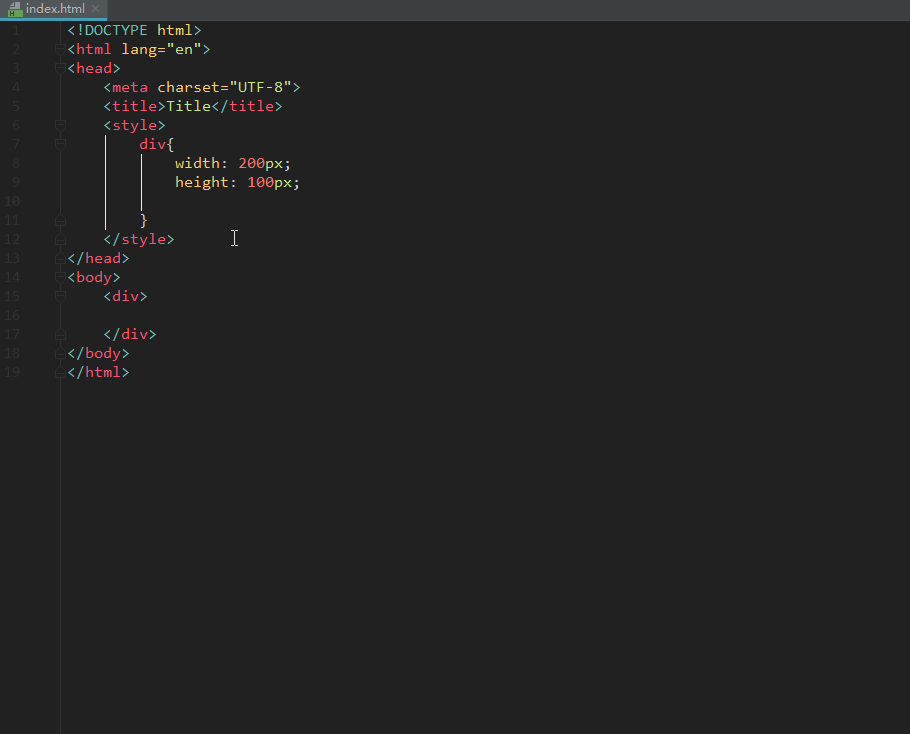 index.html
1 <!DOCTYPE html>
2 <html lang="en">
3 <head>
4     <meta charset="UTF-8">
5     <title>Title</title>
6     <style>
7         div{
8             width: 200px;
9             height: 100px;
10
11         }
12     </style>
13 </head>
14 <body>
15     <div>
16
17     </div>
18 </body>
19 </html>